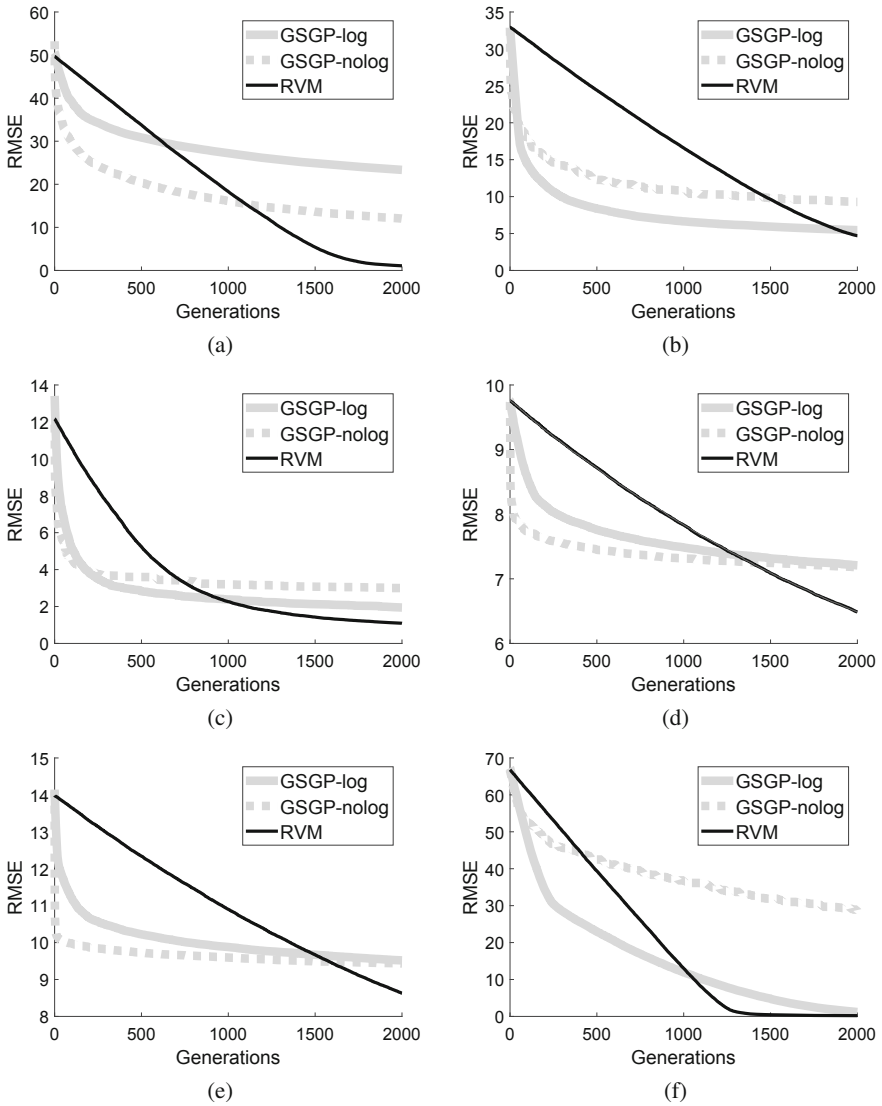 60
50
40
30
20
10
0
RMSE
GSGP-log
GSGP-nolog
RVM
0 500 1000 1500 2000
Generations
(a)
35
30
25
20
15
10
5
0
RMSE
GSGP-log
GSGP-nolog
RVM
0 500 1000 1500 2000
Generations
(b)
14
12
10
8
6
4
2
0
RMSE
GSGP-log
GSGP-nolog
RVM
0 500 1000 1500 2000
Generations
(c)
10
9
8
7
6
RMSE
GSGP-log
GSGP-nolog
RVM
0 500 1000 1500 2000
Generations
(d)
15
14
13
12
11
10
9
8
RMSE
GSGP-log
GSGP-nolog
RVM
0 500 1000 1500 2000
Generations
(e)
70
60
50
40
30
20
10
0
RMSE
GSGP-log
GSGP-nolog
RVM
0 500 1000 1500 2000
Generations
(f)